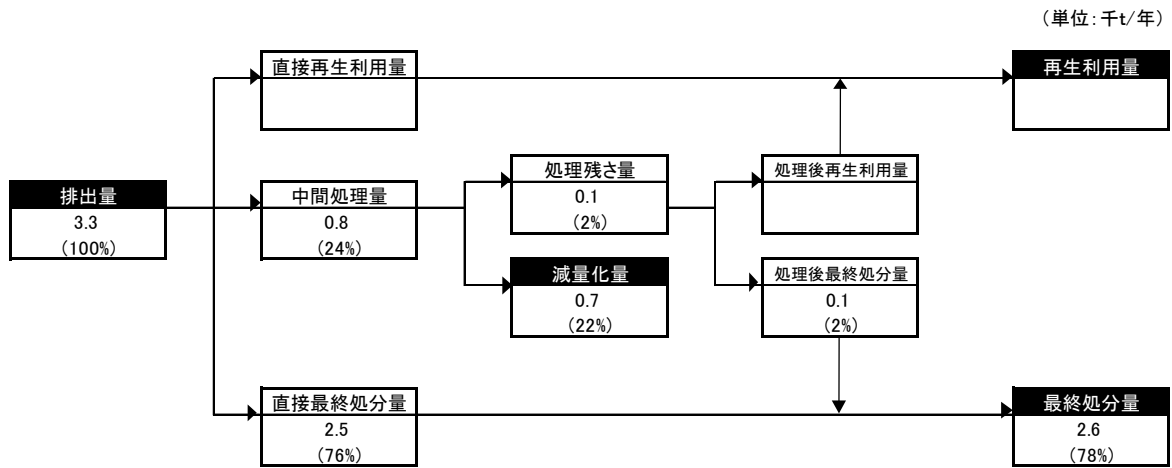 （単位：千t/年）
直接再生利用量
再生利用量
排出量
3.3
(100%)
中間処理量
0.8
(24%)
処理残さ量
0.1
(2%)
処理後再生利用量
減量化量
0.7
(22%)
処理後最終処分量
0.1
(2%)
直接最終処分量
2.5
(76%)
最終処分量
2.6
(78%)